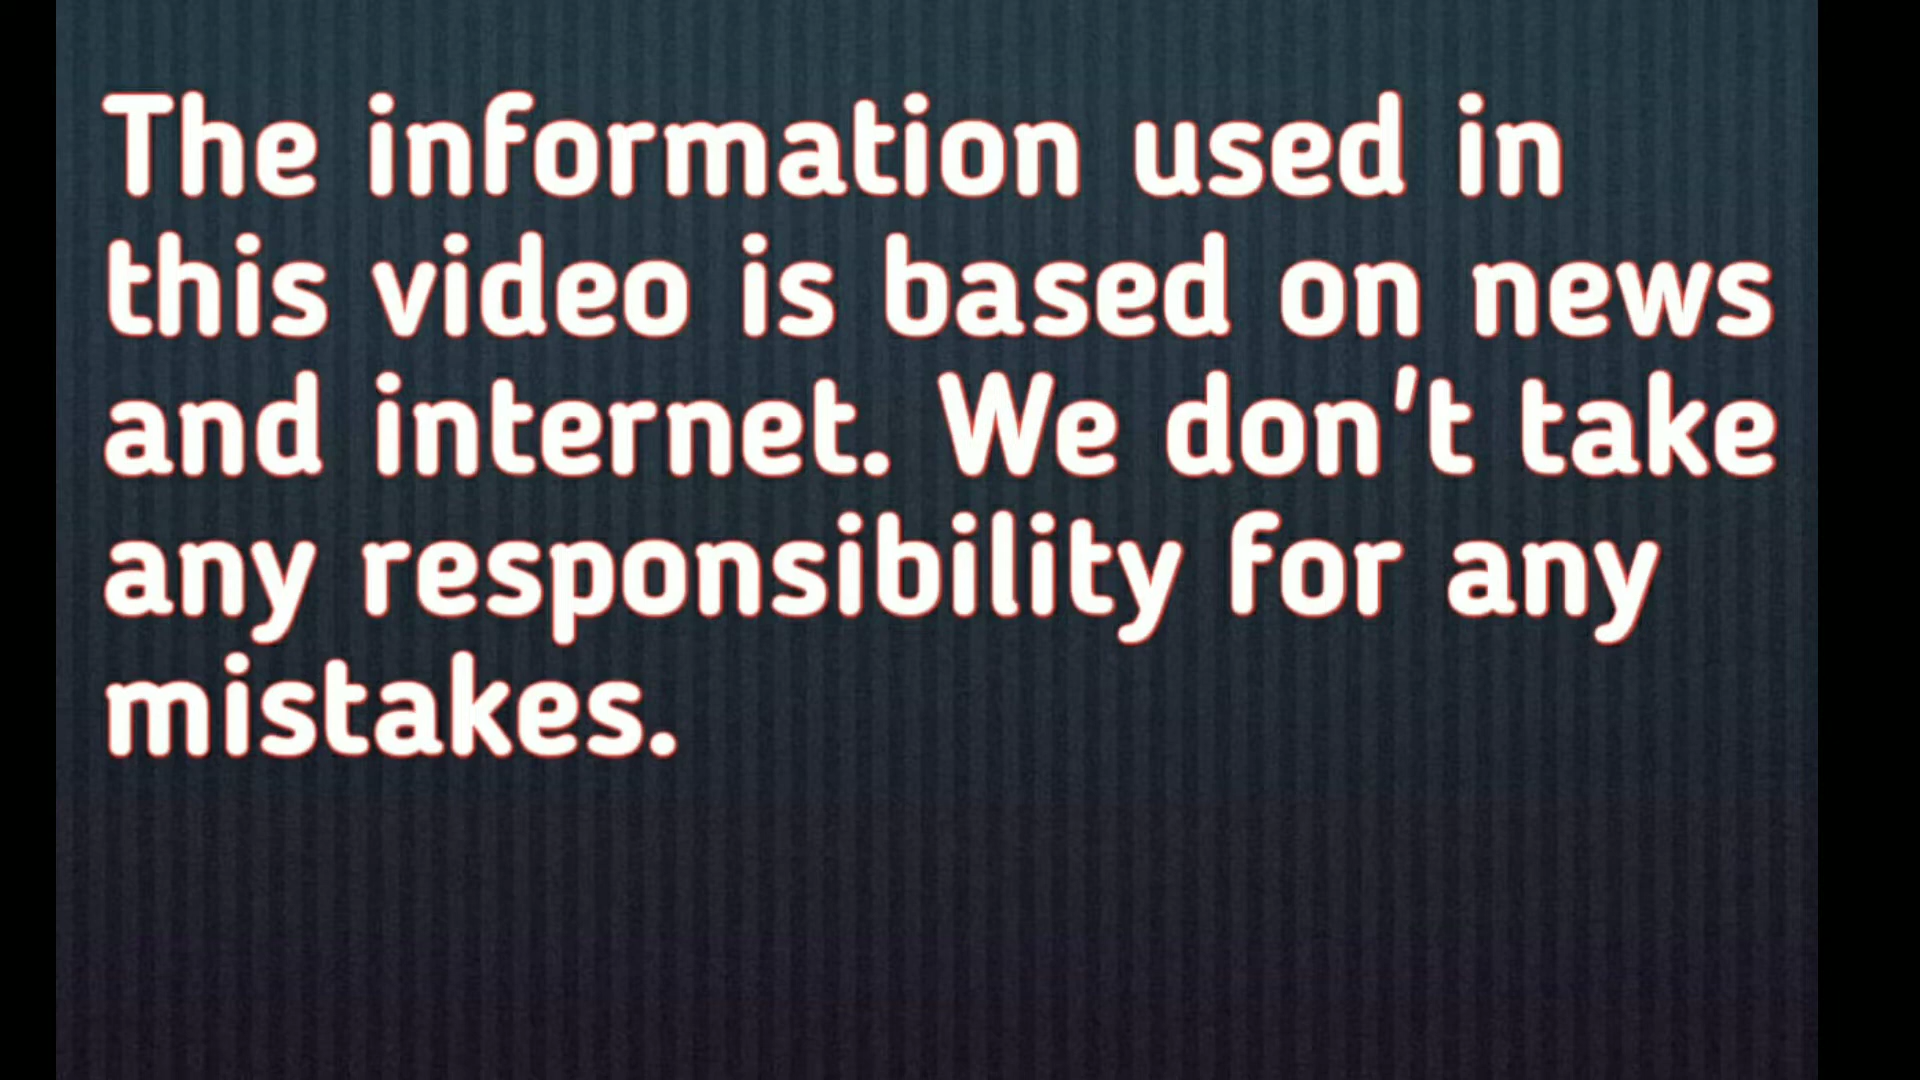 The information used in
this video is based on news
and internet. We don't take
any responsibility for any
mistakes.